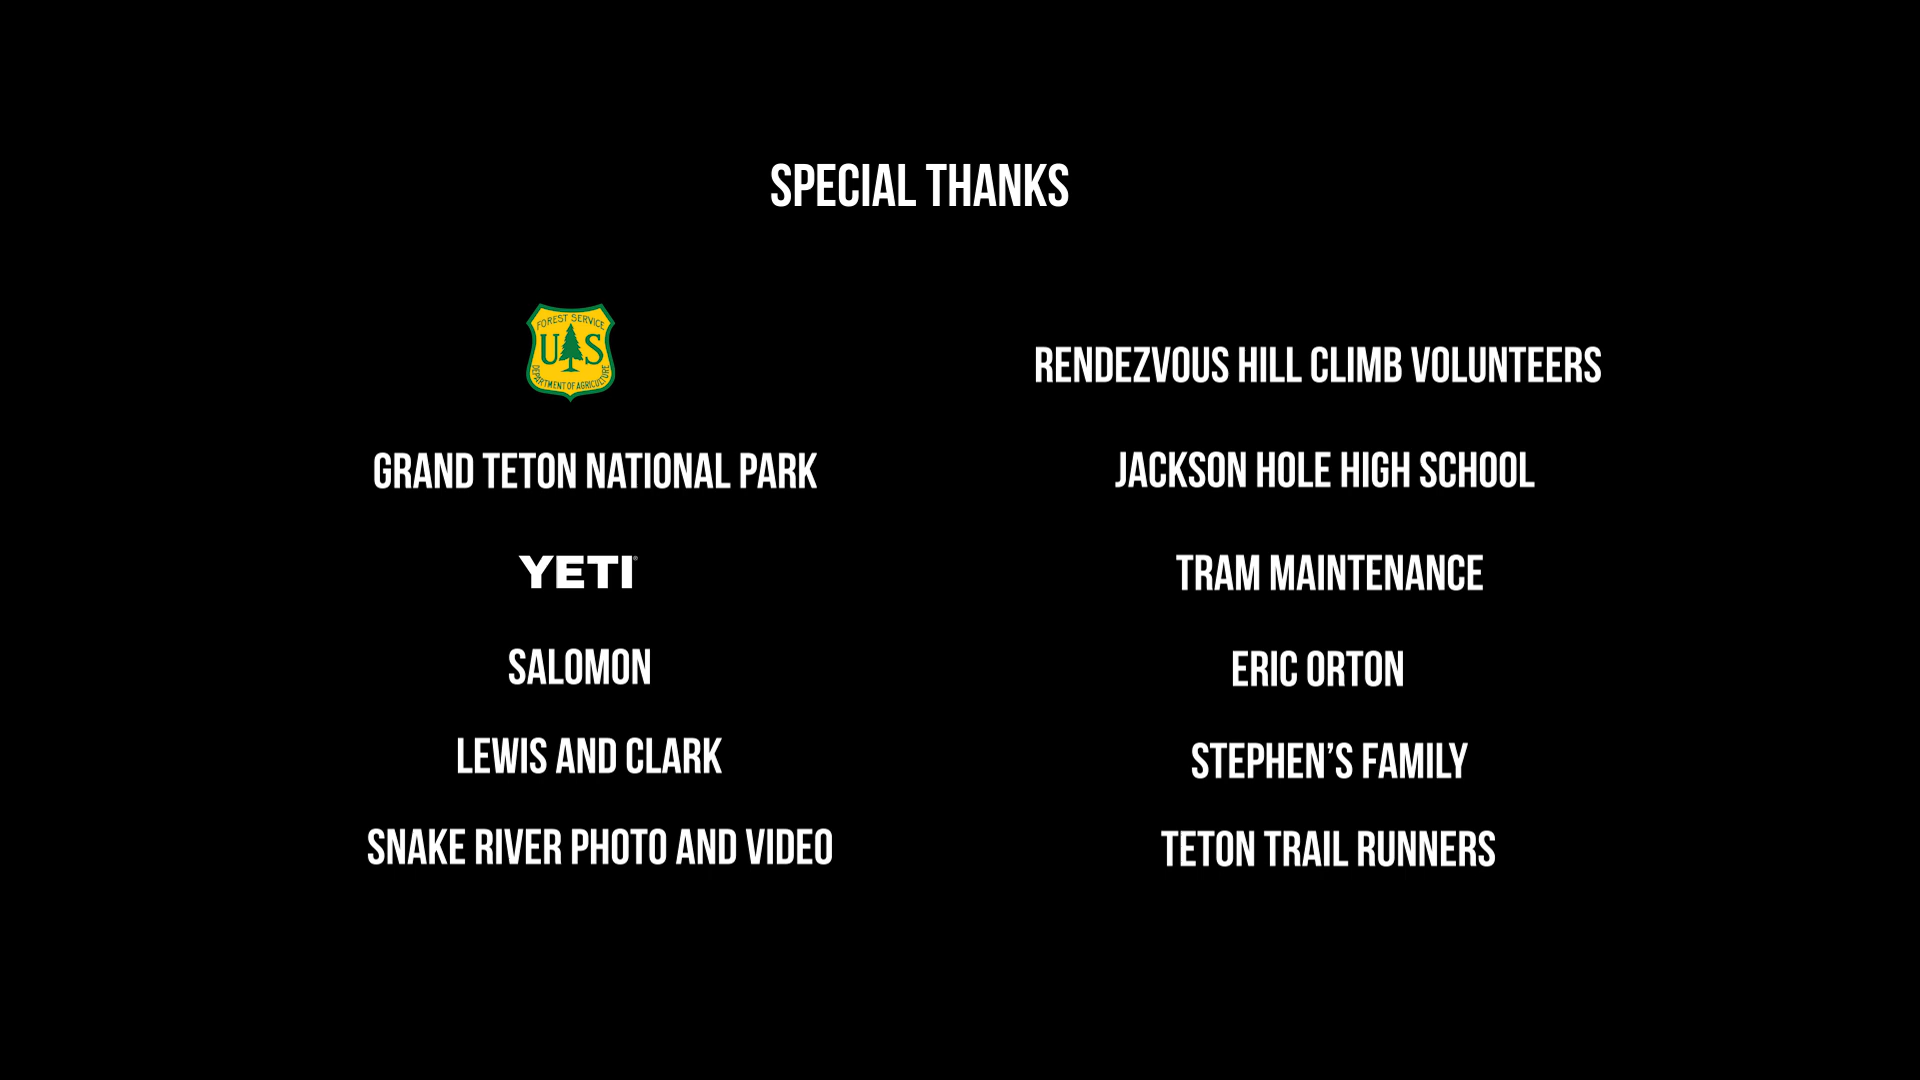 SPECIAL THANKS
FOREST SERVICE
U S
DEPARTMENT OF AGRICULTURE
GRAND TETON NATIONAL PARK
YETI
SALOMON
LEWIS AND CLARK
SNAKE RIVER PHOTO AND VIDEO
RENDEZVOUS HILL CLIMB VOLUNTEERS
JACKSON HOLE HIGH SCHOOL
TRAM MAINTENANCE
ERIC ORTON
STEPHEN’S FAMILY
TETON TRAIL RUNNERS